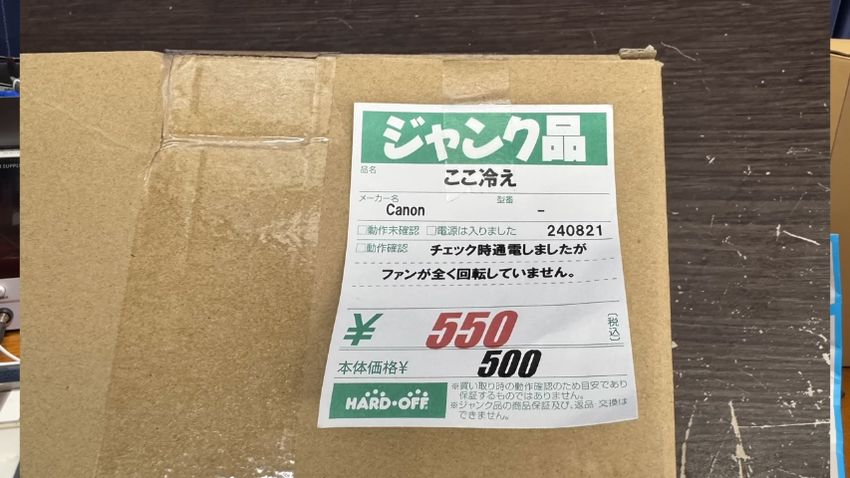 ジャンク品
品名
ここ冷え
メーカー名 型番
Canon -
□動作未確認 □電源は入りました 240821
□動作確認 チェック時通電しましたが
ファンが全く回転していません。
¥ 550 (税込)
本体価格¥ 500
HARD・OFF
※買い取り時の動作確認のため目安であり
保証するものではありません。
※ジャンク品の商品保証及び、返品・交換は
できません。
SUPPL